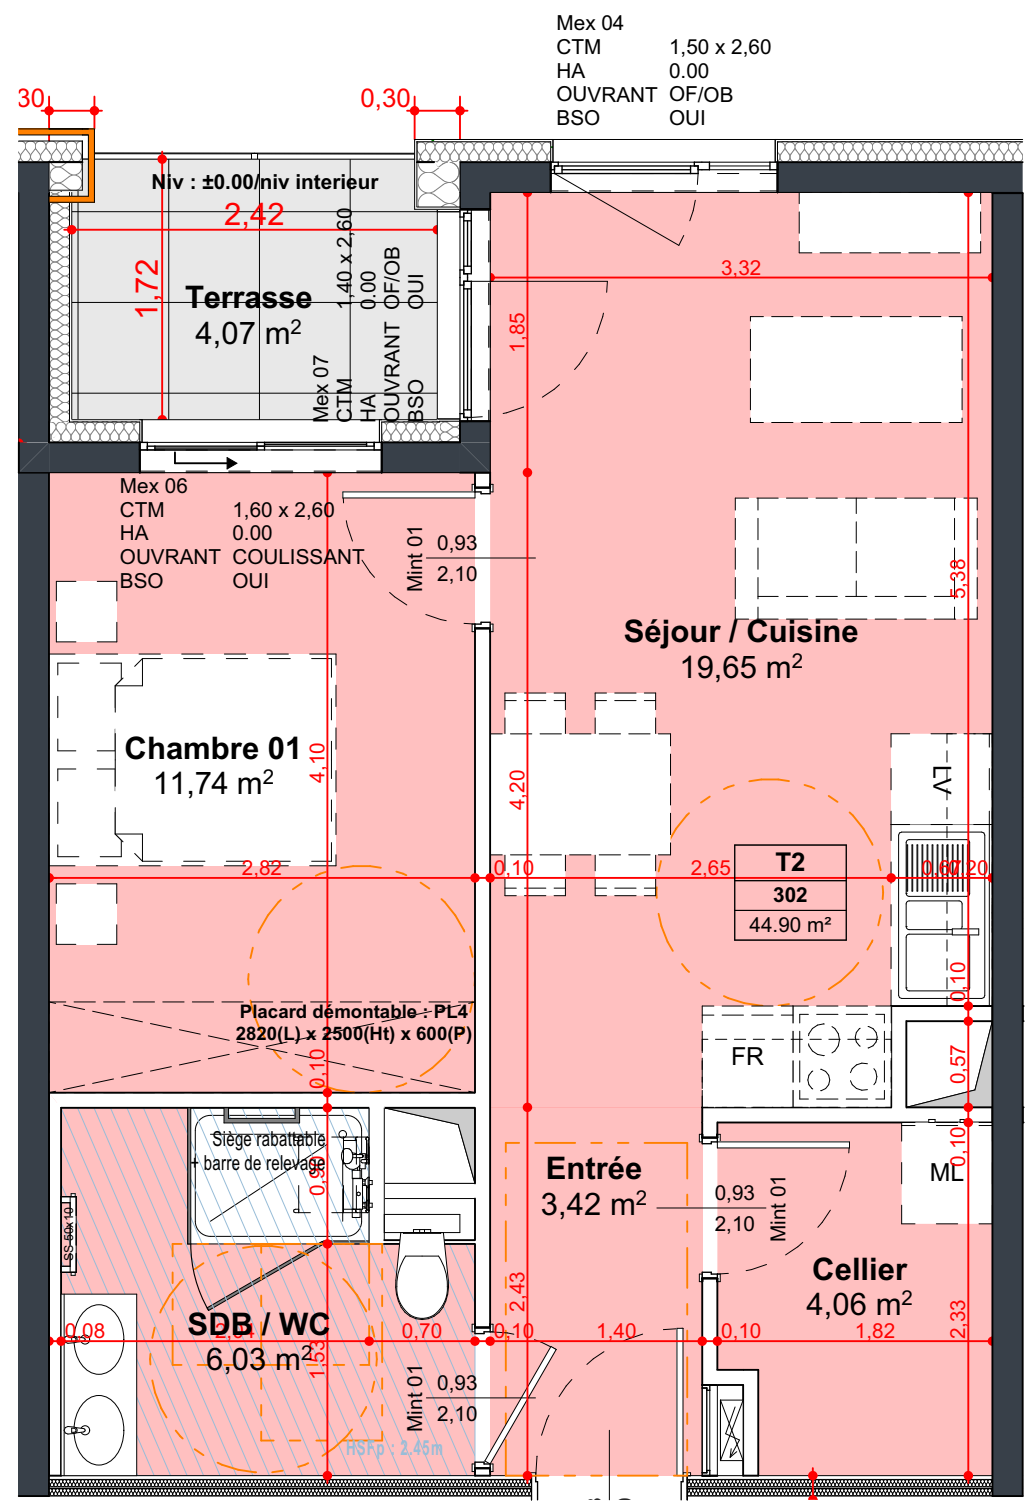 Mex 04
CTM 1,50 x 2,60
HA 0.00
OUVRANT OF/OB
BSO OUI
30
0,30
Niv : ±0.00/niv interieur
2,42
1,72
Terrasse
4,07 m²
Mex 07
CTM 1,40 x 2,60
HA 0.00
OUVRANT OF/OB
BSO OUI
3,32
1,85
Mex 06
CTM 1,60 x 2,60
HA 0.00
OUVRANT COULISSANT
BSO OUI
Mint 01
0,93
2,10
5,38
Séjour / Cuisine
19,65 m²
Chambre 01
11,74 m²
4,10
4,20
LV
2,82
0,10
2,65
T2
302
44.90 m²
0,67
0,20
0,10
Placard démontable : PL4
2820(L) x 2500(Ht) x 600(P)
0,10
FR
0,57
Siège rabattable
+ barre de relevage
0,90
0,10
ML
Entrée
3,42 m²
0,93
2,10
Mint 01
SS 50x10
Cellier
4,06 m²
2,43
2,33
0,08
SDB / WC
6,03 m²
1,53
0,70
0,10
1,40
0,10
1,82
Mint 01
0,93
2,10
HSFp : 2.45m